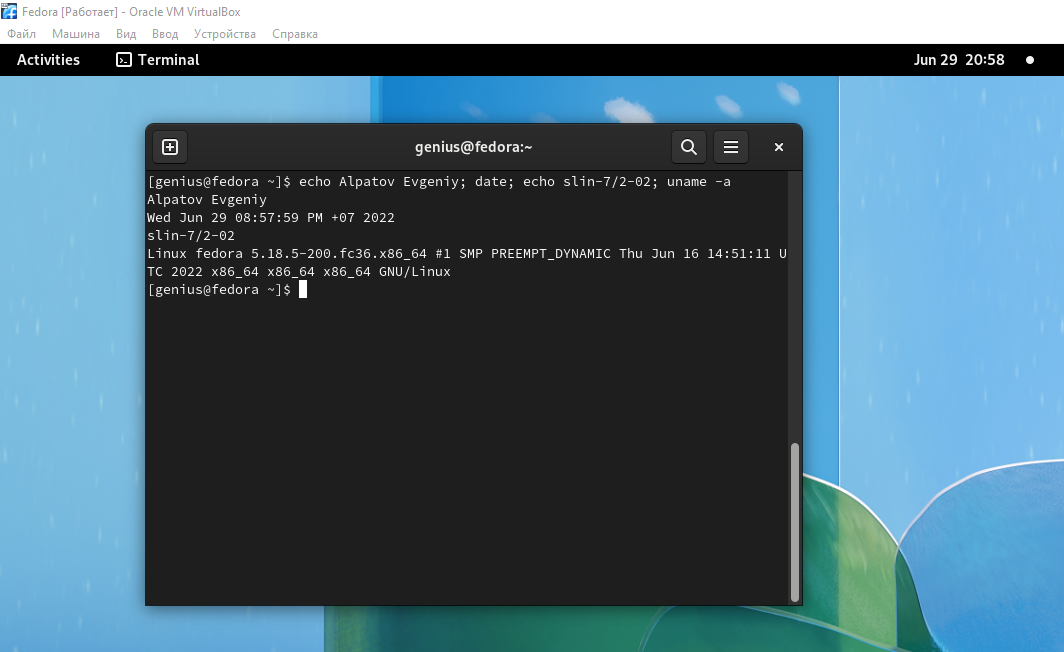 Fedora [Работает] - Oracle VM VirtualBox
Файл Машина Вид Ввод Устройства Справка
Activities Terminal Jun 29 20:58
genius@fedora:~
[genius@fedora ~]$ echo Alpatov Evgeniy; date; echo slin-7/2-02; uname -a
Alpatov Evgeniy
Wed Jun 29 08:57:59 PM +07 2022
slin-7/2-02
Linux fedora 5.18.5-200.fc36.x86_64 #1 SMP PREEMPT_DYNAMIC Thu Jun 16 14:51:11 U
TC 2022 x86_64 x86_64 x86_64 GNU/Linux
[genius@fedora ~]$